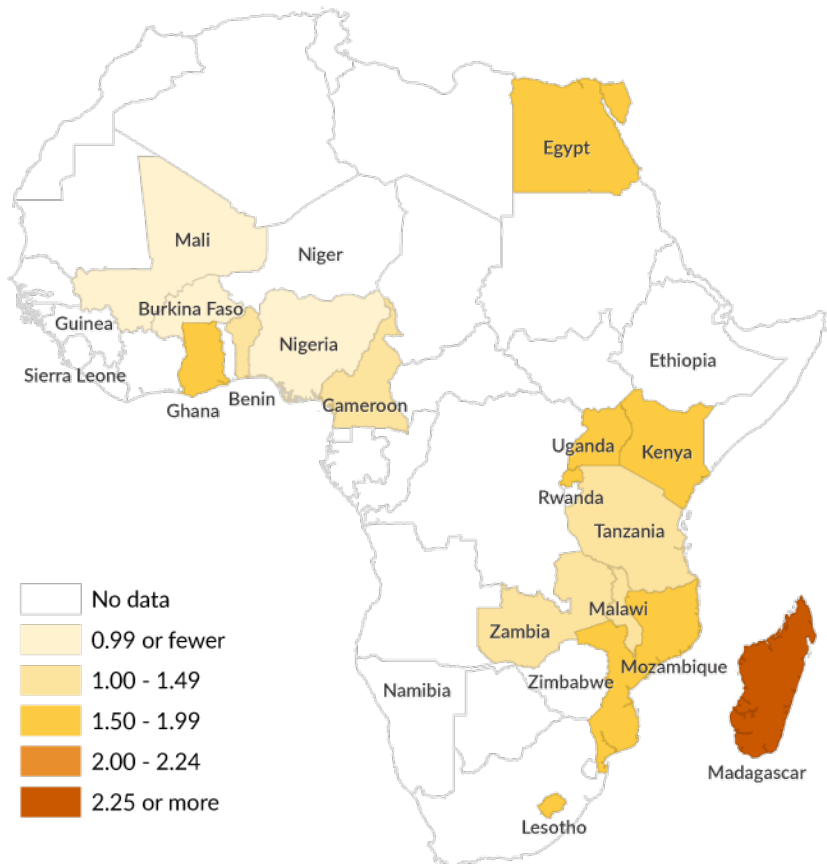 Egypt
Mali
Niger
Burkina Faso
Guinea
Nigeria
Ethiopia
Sierra Leone
Benin
Ghana
Cameroon
Uganda
Kenya
Rwanda
Tanzania
No data
0.99 or fewer
Malawi
Zambia
1.00 - 1.49
Mozambique
Zimbabwe
Namibia
1.50 - 1.99
2.00 - 2.24
Madagascar
2.25 or more
Lesotho